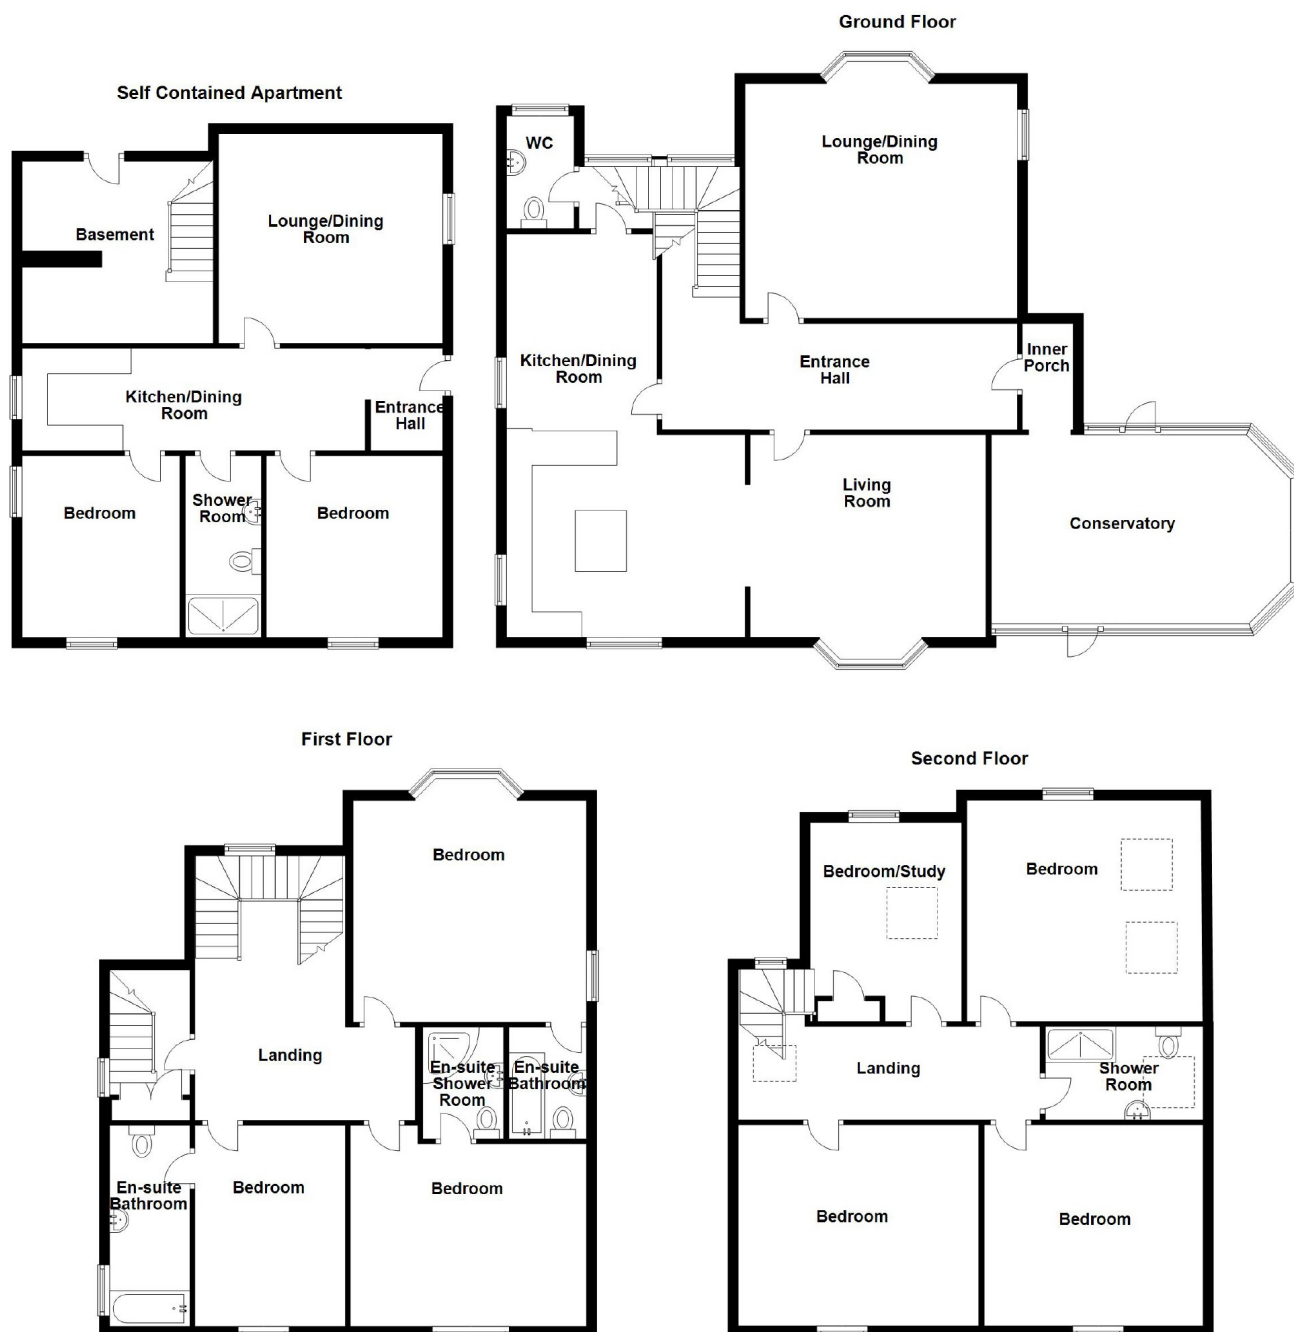 Ground Floor
Self Contained Apartment
WC
Lounge/Dining
Room
Basement
Lounge/Dining
Room
Kitchen/Dining
Room
Entrance
Hall
Inner
Porch
Kitchen/Dining
Room
Entrance
Hall
Bedroom
Shower
Room
Bedroom
Living
Room
Conservatory
First Floor
Second Floor
Bedroom
Bedroom/Study
Bedroom
Landing
En-suite
Shower
Room
En-suite
Bathroom
Landing
Shower
Room
En-suite
Bathroom
Bedroom
Bedroom
Bedroom
Bedroom